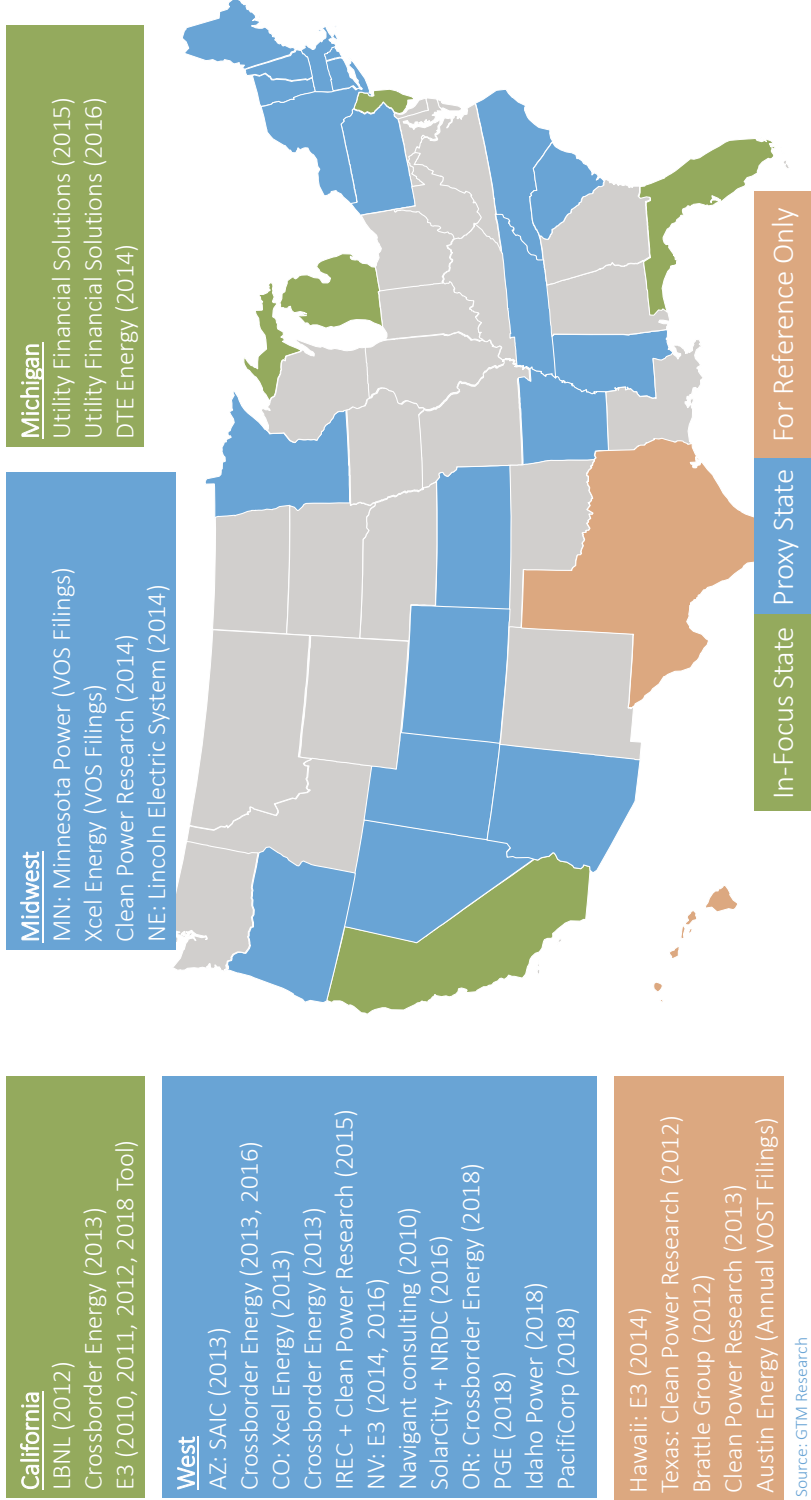 California
LBNL (2012)
Crossborder Energy (2013)
E3 (2010, 2011, 2012, 2018 Tool)
West
AZ: SAIC (2013)
Crossborder Energy (2013, 2016)
CO: Xcel Energy (2013)
Crossborder Energy (2013)
IREC + Clean Power Research (2015)
NV: E3 (2014, 2016)
Navigant consulting (2010)
SolarCity + NRDC (2016)
OR: Crossborder Energy (2018)
PGE (2018)
Idaho Power (2018)
PacifiCorp (2018)
Hawaii: E3 (2014)
Texas: Clean Power Research (2012)
Brattle Group (2012)
Clean Power Research (2013)
Austin Energy (Annual VOST Filings)
Source: GTM Research
Midwest
MN: Minnesota Power (VOS Filings)
Xcel Energy (VOS Filings)
Clean Power Research (2014)
NE: Lincoln Electric System (2014)
Michigan
Utility Financial Solutions (2015)
Utility Financial Solutions (2016)
DTE Energy (2014)
In-Focus State
Proxy State
For Reference Only